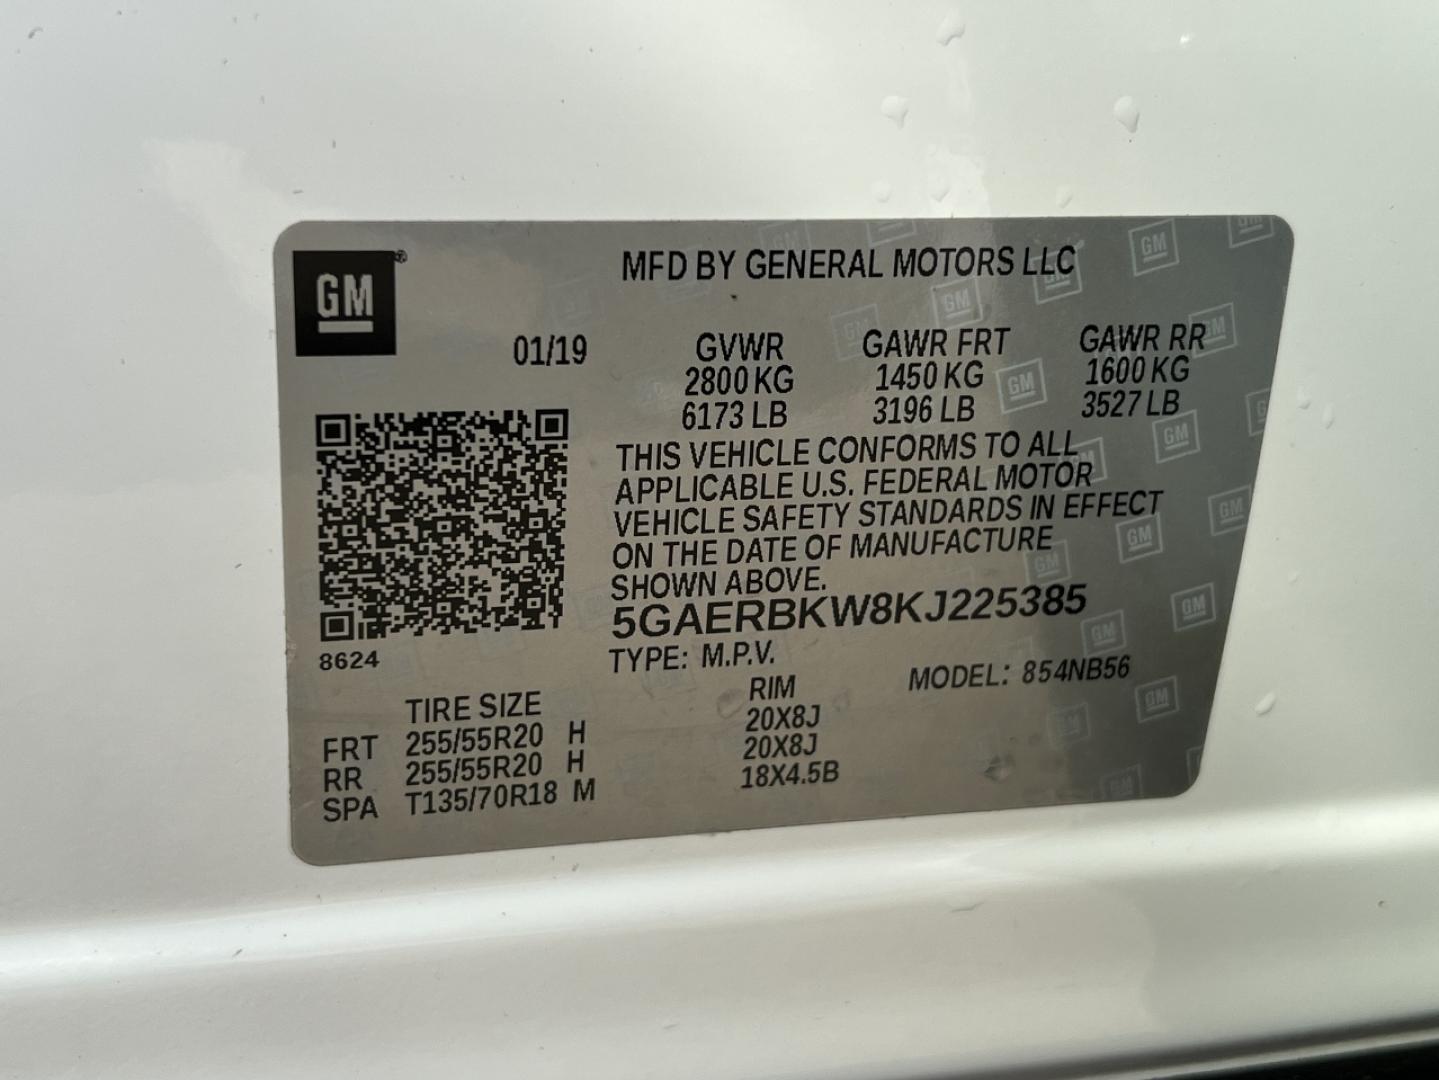 GM
MFD BY GENERAL MOTORS LLC
01/19 GVWR GAWR FRT GAWR RR
2800 KG 1450 KG 1600 KG
6173 LB 3196 LB 3527 LB
THIS VEHICLE CONFORMS TO ALL
APPLICABLE U.S. FEDERAL MOTOR
VEHICLE SAFETY STANDARDS IN EFFECT
ON THE DATE OF MANUFACTURE
SHOWN ABOVE.
5GAERBKW8KJ225385
8624
TYPE: M.P.V. MODEL: 854NB56
TIRE SIZE RIM
FRT 255/55R20 H 20X8J
RR 255/55R20 H 20X8J
SPA T135/70R18 M 18X4.5B